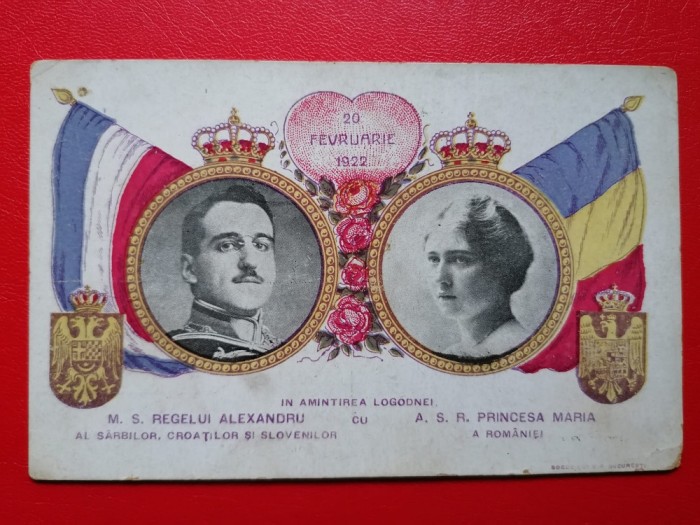 20
FEVRUARIE
1922
IN AMINTIREA LOGODNEI
M. S. REGELUI ALEXANDRU CU A. S. R. PRINCESA MARIA
AL SÂRBILOR, CROAȚILOR ȘI SLOVENILOR A ROMÂNIEI